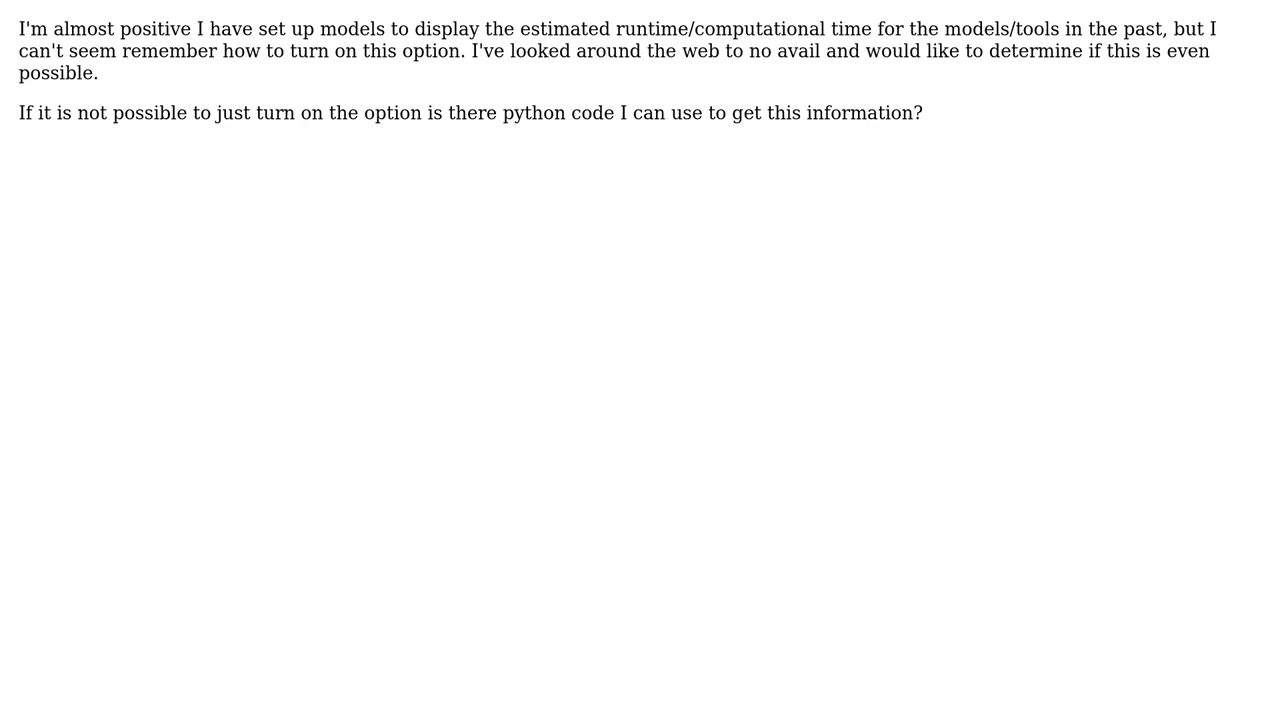 I'm almost positive I have set up models to display the estimated runtime/computational time for the models/tools in the past, but I
can't seem remember how to turn on this option. I've looked around the web to no avail and would like to determine if this is even
possible.
If it is not possible to just turn on the option is there python code I can use to get this information?